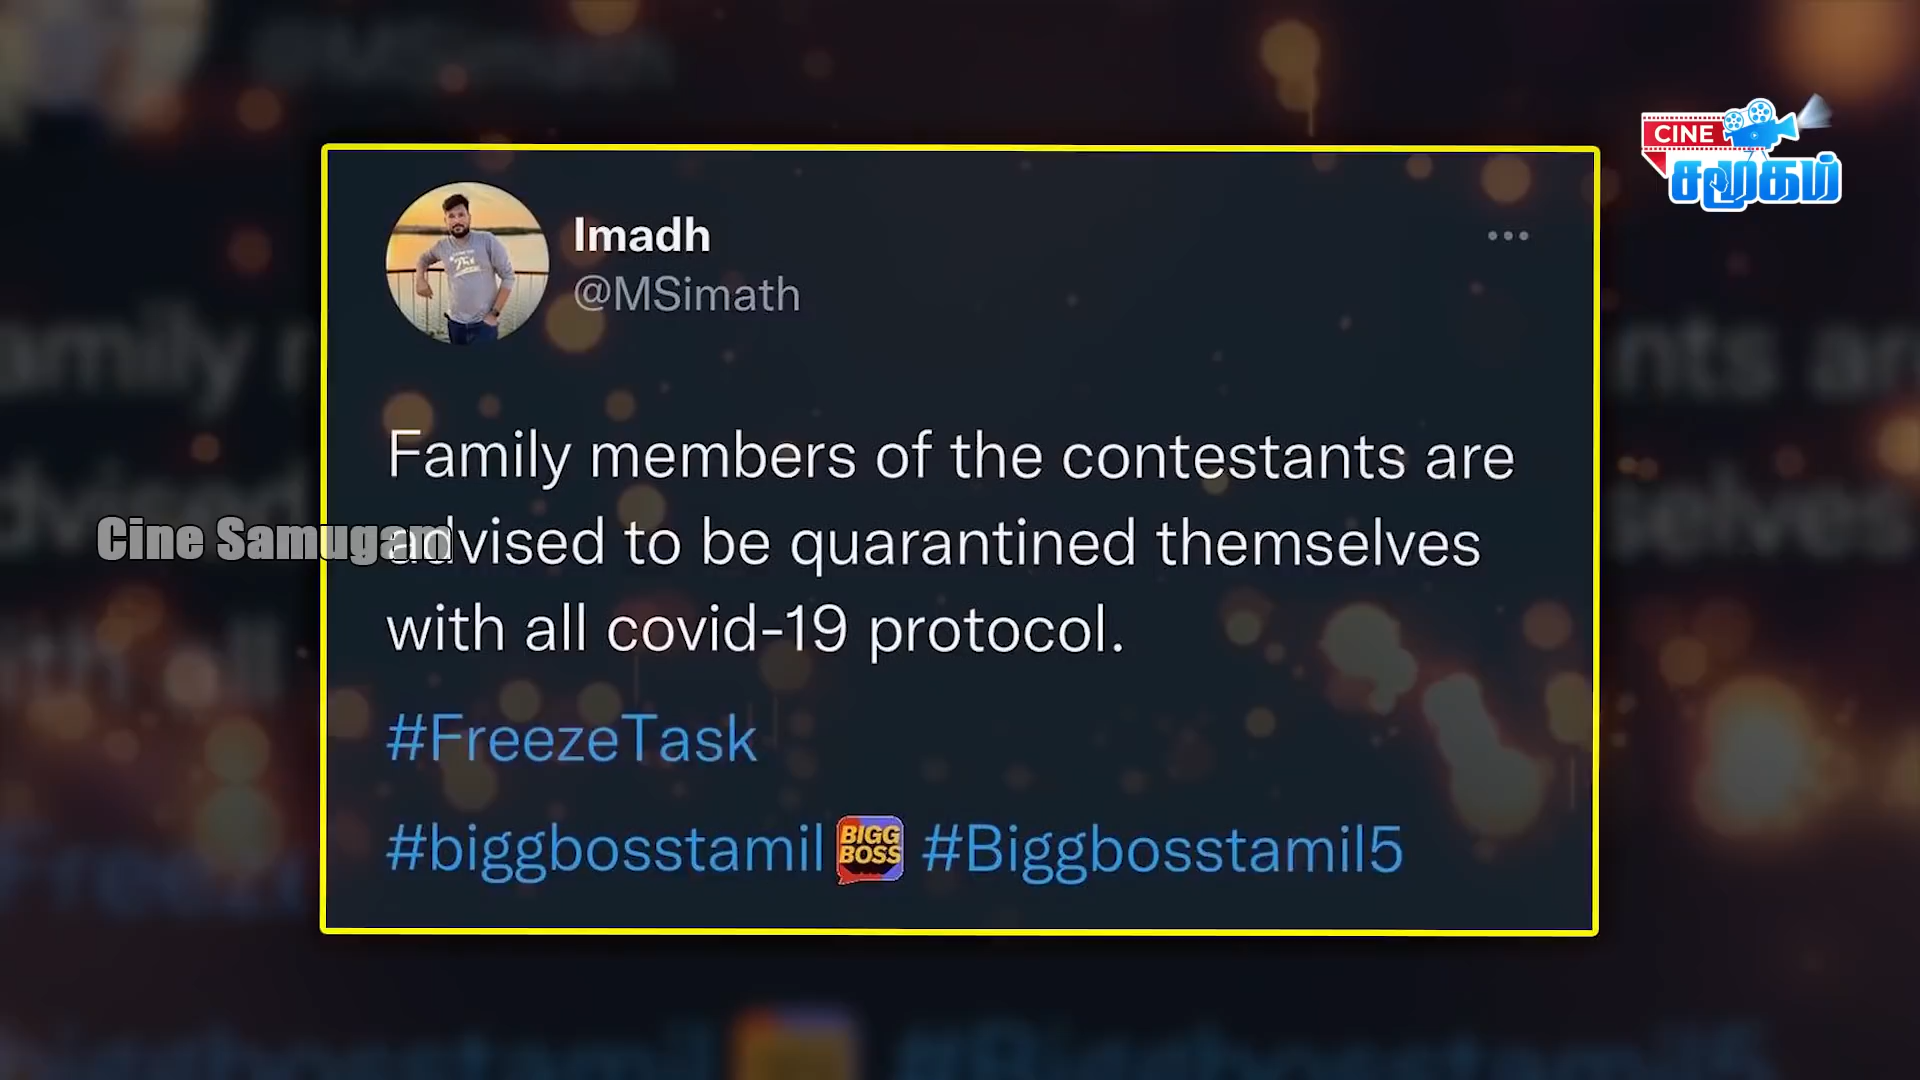 CINE
சமூகம்
Imadh
@MSimath
Family members of the contestants are
advised to be quarantined themselves
with all covid-19 protocol.
Cine Samugam
#FreezeTask
#biggbosstamil BIGG BOSS #Biggbosstamil5